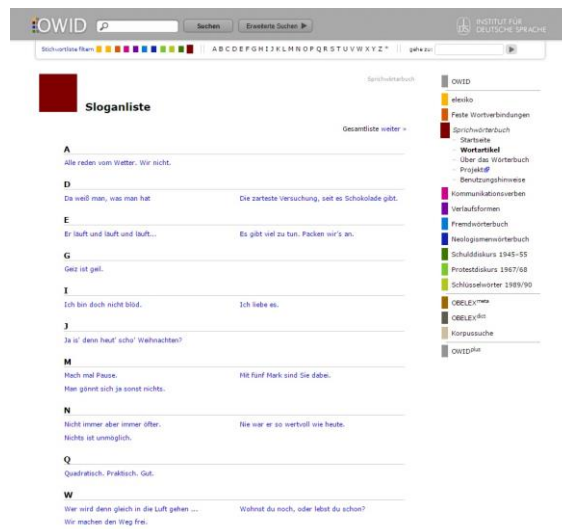 OWID
Suchen
Erweiterte Suchen
INSTITUT FÜR
DEUTSCHE SPRACHE
Stichwortliste filtern
A B C D E F G H I J K L M N O P Q R S T U V W X Y Z *
gehe zu:
Sprichwörterbuch
Sloganliste
Gesamtliste weiter »
A
Alle reden vom Wetter. Wir nicht.
D
Da weiß man, was man hat
Die zarteste Versuchung, seit es Schokolade gibt.
E
Er läuft und läuft und läuft...
Es gibt viel zu tun. Packen wir's an.
G
Geiz ist geil.
I
Ich bin doch nicht blöd.
Ich liebe es.
J
Ja is' denn heut' scho' Weihnachten?
M
Mach mal Pause.
Mit fünf Mark sind Sie dabei.
Man gönnt sich ja sonst nichts.
N
Nicht immer aber immer öfter.
Nie war er so wertvoll wie heute.
Nichts ist unmöglich.
Q
Quadratisch. Praktisch. Gut.
W
Wer wird denn gleich in die Luft gehen ...
Wohnst du noch, oder lebst du schon?
Wir machen den Weg frei.
OWID
elexiko
Feste Wortverbindungen
Sprichwörterbuch
Startseite
Wortartikel
Über das Wörterbuch
Projekt
Benutzungshinweise
Kommunikationsverben
Verlaufsformen
Fremdwörterbuch
Neologismenwörterbuch
Schulddiskurs 1945–55
Protestdiskurs 1967/68
Schlüsselwörter 1989/90
OBELEXmeta
OBELEXdict
Korpussuche
OWIDplus